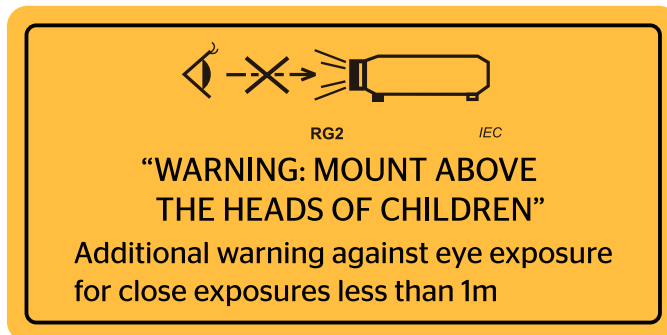 RG2 IEC
“WARNING: MOUNT ABOVE
THE HEADS OF CHILDREN”
Additional warning against eye exposure
for close exposures less than 1m